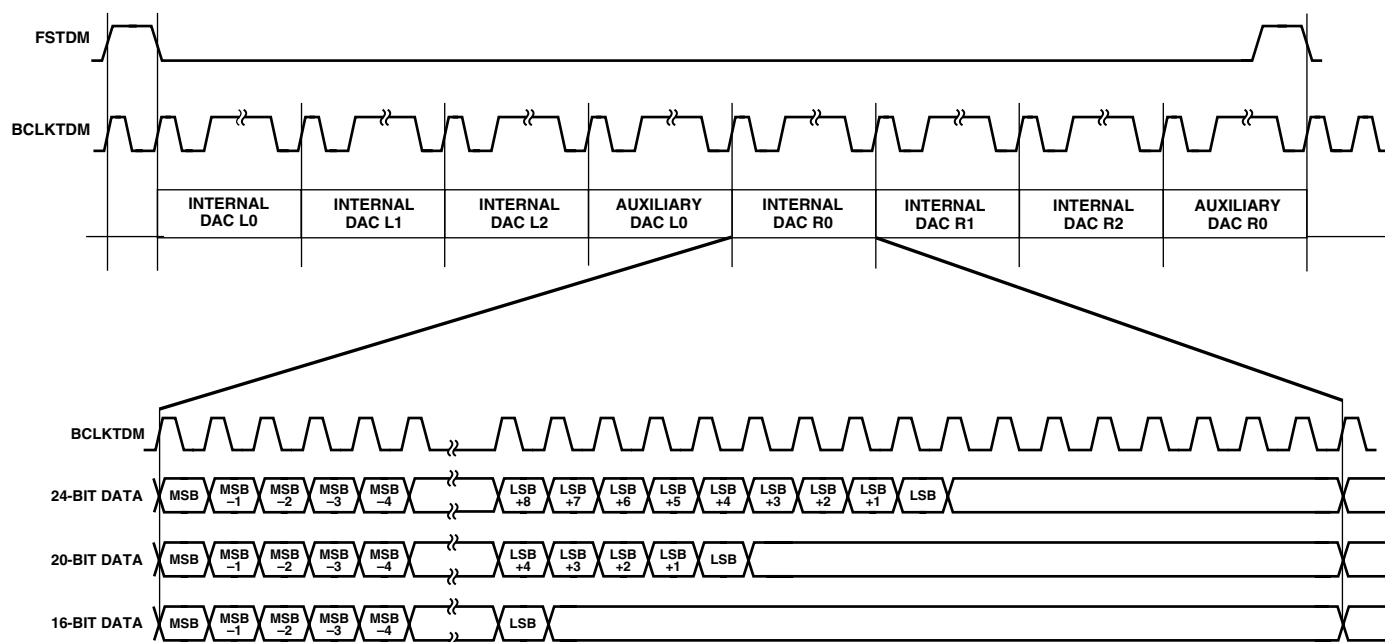 FSTDM
BCLKTDM
INTERNAL DAC L0
INTERNAL DAC L1
INTERNAL DAC L2
AUXILIARY DAC L0
INTERNAL DAC R0
INTERNAL DAC R1
INTERNAL DAC R2
AUXILIARY DAC R0
BCLKTDM
24-BIT DATA MSB MSB –1 MSB –2 MSB –3 MSB –4 LSB +8 LSB +7 LSB +6 LSB +5 LSB +4 LSB +3 LSB +2 LSB +1 LSB
20-BIT DATA MSB MSB –1 MSB –2 MSB –3 MSB –4 LSB +4 LSB +3 LSB +2 LSB +1 LSB
16-BIT DATA MSB MSB –1 MSB –2 MSB –3 MSB –4 LSB